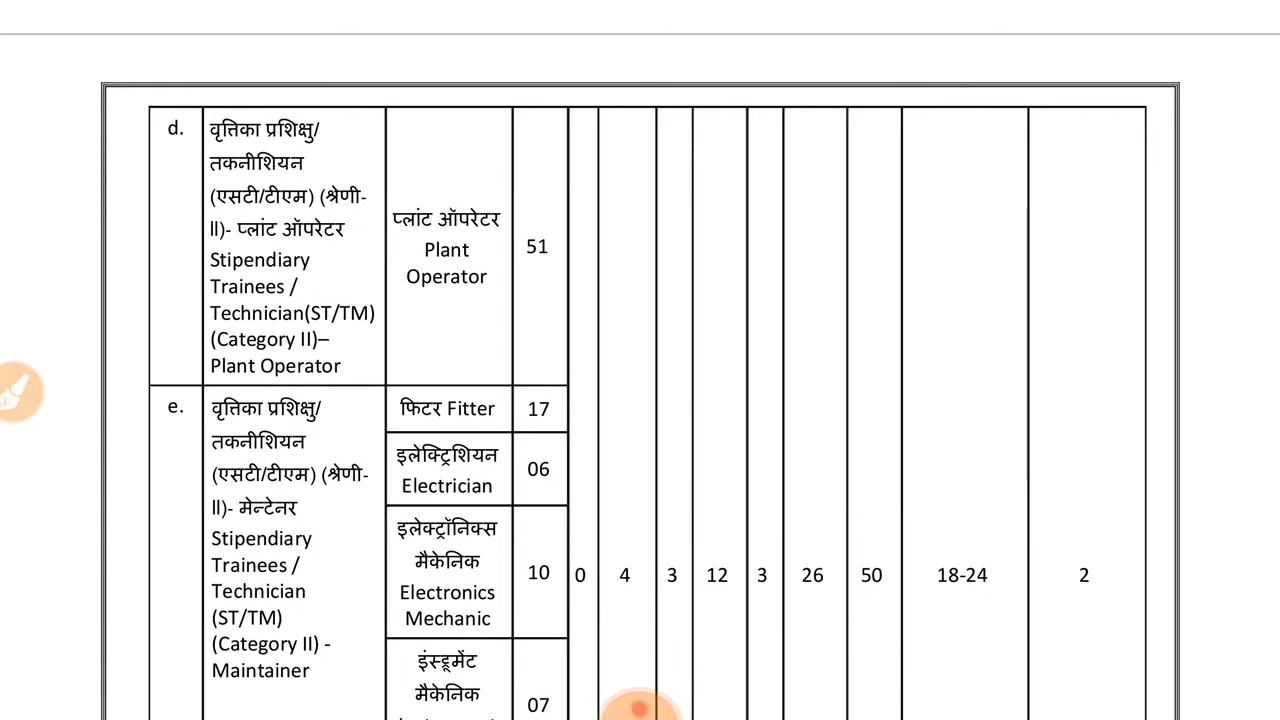 d.
वृत्तिका प्रशिक्षु/
तकनीशियन
(एसटी/टीएम) (श्रेणी-
II)- प्लांट ऑपरेटर
Stipendiary
Trainees /
Technician(ST/TM)
(Category II)–
Plant Operator
प्लांट ऑपरेटर
Plant
Operator
51
e.
वृत्तिका प्रशिक्षु/
तकनीशियन
(एसटी/टीएम) (श्रेणी-
II)- मेन्टेनर
Stipendiary
Trainees /
Technician
(ST/TM)
(Category II) -
Maintainer
फिटर Fitter
17
इलेक्ट्रिशियन
Electrician
06
इलेक्ट्रॉनिक्स
मैकेनिक
Electronics
Mechanic
10
इंस्ट्रूमेंट
मैकेनिक
07
0 4 3 12 3 26 50 18-24 2